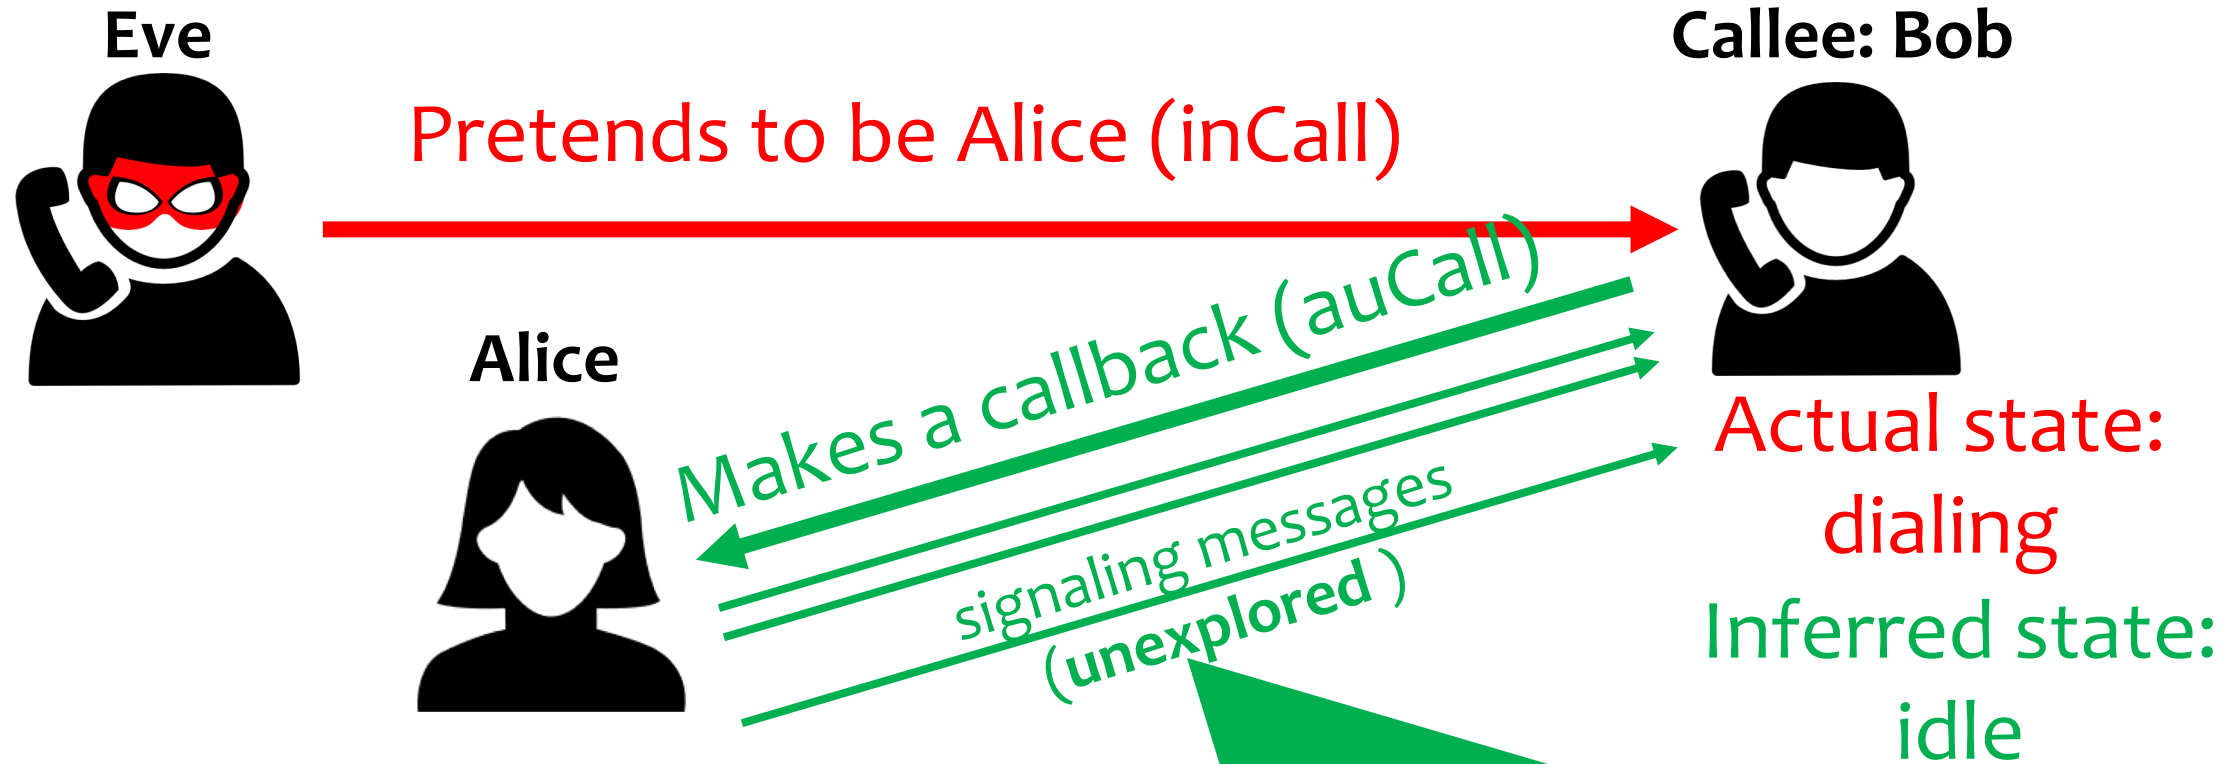 Eve
Callee: Bob
Pretends to be Alice (inCall)
Makes a callback (auCall)
Alice
signaling messages
(unexplored )
Actual state:
dialing
Inferred state:
idle